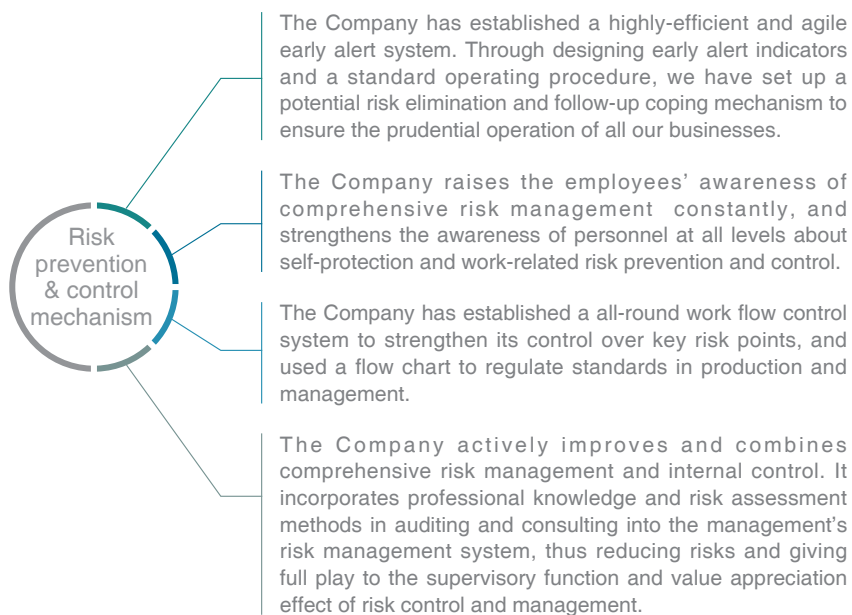 The Company has established a highly-efficient and agile
early alert system. Through designing early alert indicators
and a standard operating procedure, we have set up a
potential risk elimination and follow-up coping mechanism to
ensure the prudential operation of all our businesses.
The Company raises the employees’ awareness of
comprehensive risk management constantly, and
strengthens the awareness of personnel at all levels about
self-protection and work-related risk prevention and control.
Risk
prevention
& control
mechanism
The Company has established a all-round work flow control
system to strengthen its control over key risk points, and
used a flow chart to regulate standards in production and
management.
The Company actively improves and combines
comprehensive risk management and internal control. It
incorporates professional knowledge and risk assessment
methods in auditing and consulting into the management’s
risk management system, thus reducing risks and giving
full play to the supervisory function and value appreciation
effect of risk control and management.